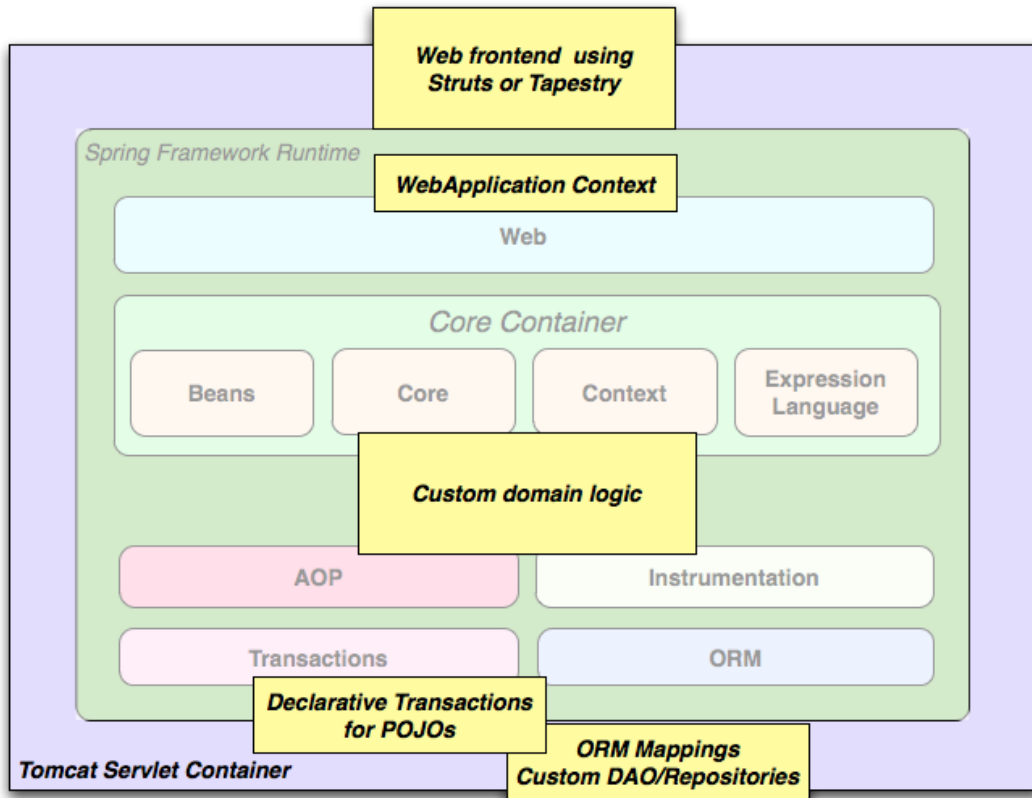 Web frontend using
Struts or Tapestry
Spring Framework Runtime
WebApplication Context
Web
Core Container
Beans
Core
Context
Expression
Language
Custom domain logic
AOP
Instrumentation
Transactions
ORM
Declarative Transactions
for POJOs
ORM Mappings
Custom DAO/Repositories
Tomcat Servlet Container